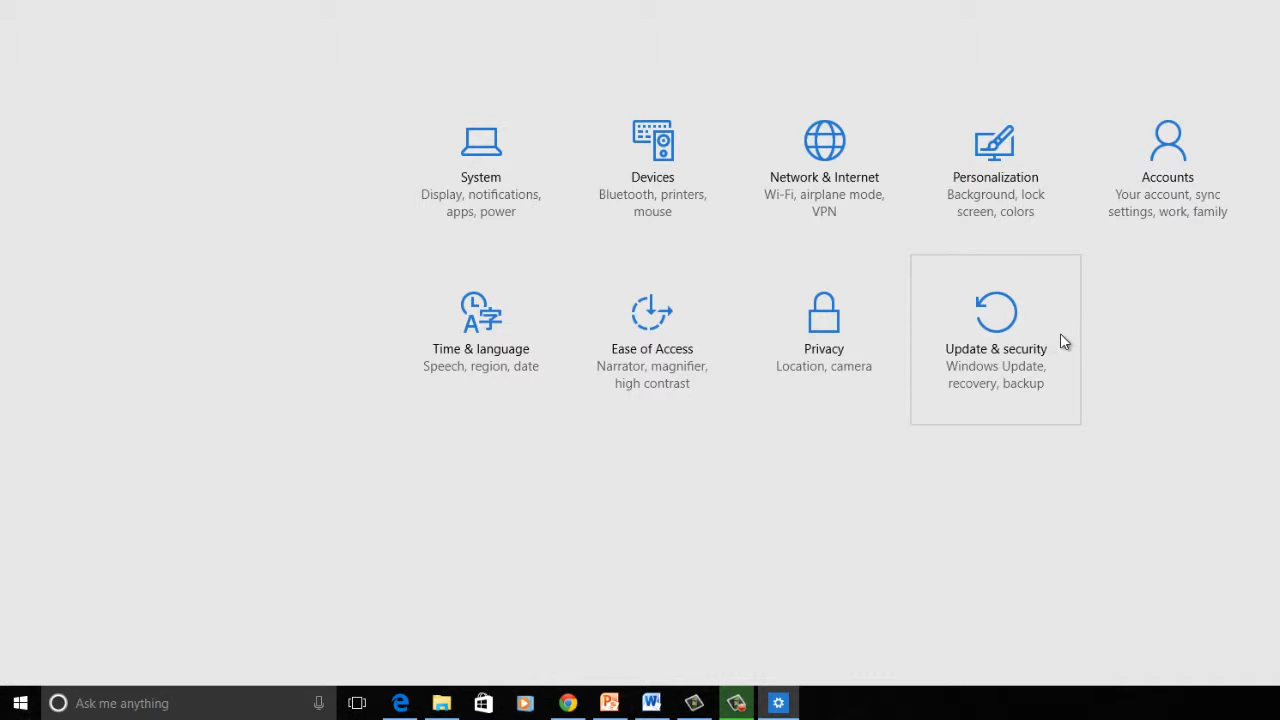 System
Display, notifications,
apps, power
Devices
Bluetooth, printers,
mouse
Network & Internet
Wi-Fi, airplane mode,
VPN
Personalization
Background, lock
screen, colors
Accounts
Your account, sync
settings, work, family
A字
Time & language
Speech, region, date
Ease of Access
Narrator, magnifier,
high contrast
Privacy
Location, camera
Update & security
Windows Update,
recovery, backup
Ask me anything